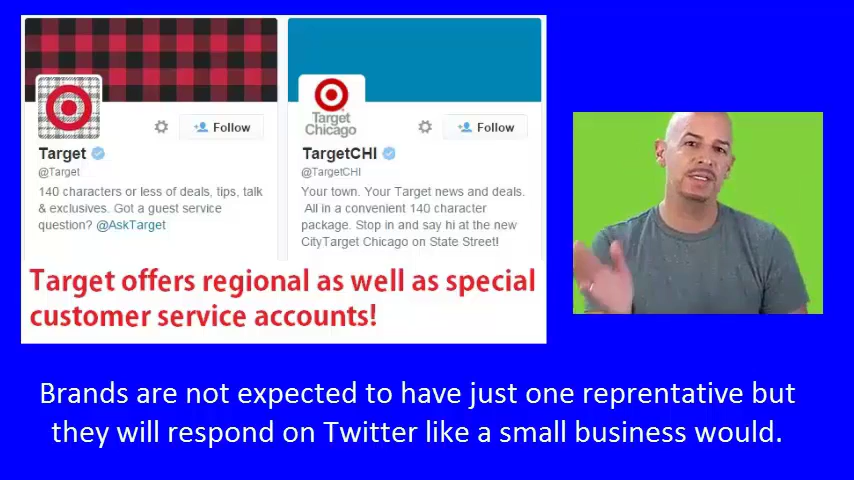 Target
Chicago
Follow
Follow
Target
TargetCHI
@Target
@TargetCHI
140 characters or less of deals, tips, talk
& exclusives. Got a guest service
question? @AskTarget
Your town. Your Target news and deals.
All in a convenient 140 character
package. Stop in and say hi at the new
CityTarget Chicago on State Street!
Target offers regional as well as special
customer service accounts!
Brands are not expected to have just one reprentative but
they will respond on Twitter like a small business would.